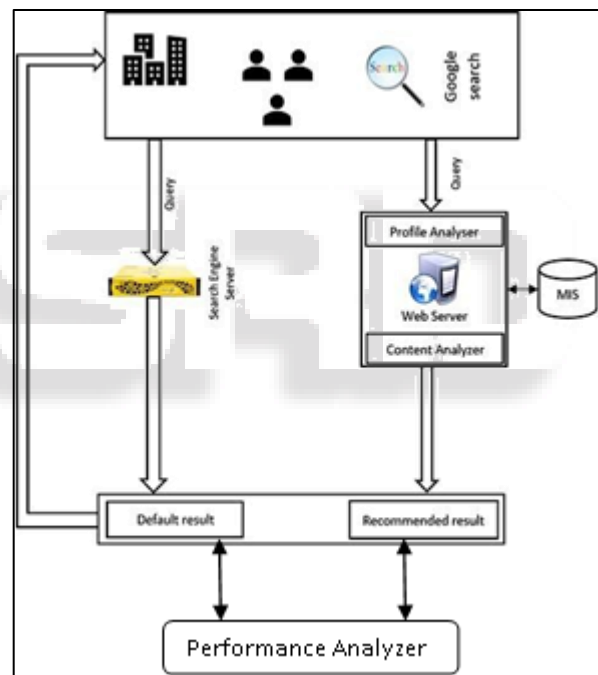 Search
Google
search
Query
Query
Search Engine
Server
Profile Analyser
Web Server
Content Analyzer
MIS
Default result
Recommended result
Performance Analyzer